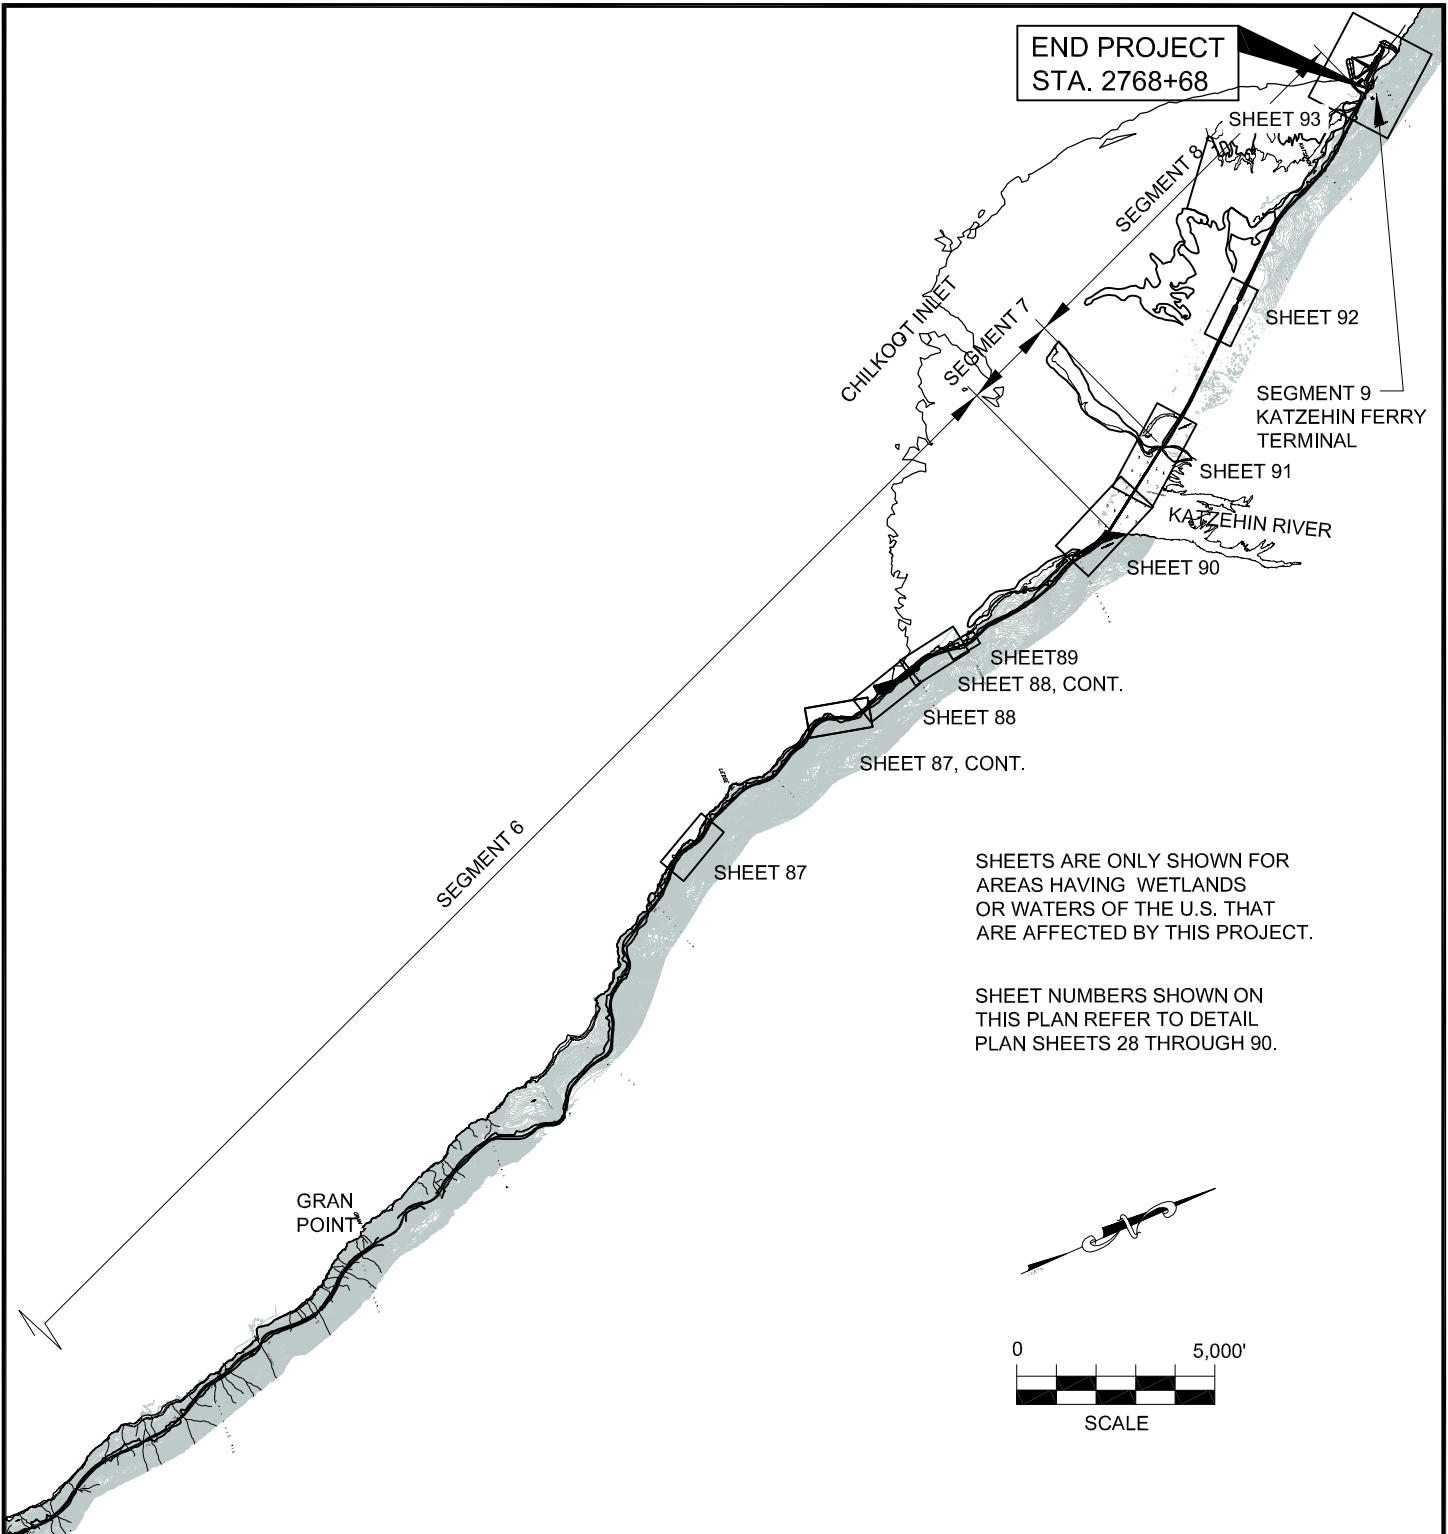 END PROJECT
STA. 2768+68
SHEET 93
SEGMENT 8
CHILKOOT INLET
SEGMENT 7
SHEET 92
SEGMENT 9
KATZEHIN FERRY
TERMINAL
SHEET 91
KATZEHIN RIVER
SHEET 90
SHEET89
SHEET 88, CONT.
SHEET 88
SHEET 87, CONT.
SEGMENT 6
SHEET 87
SHEETS ARE ONLY SHOWN FOR
AREAS HAVING WETLANDS
OR WATERS OF THE U.S. THAT
ARE AFFECTED BY THIS PROJECT.
SHEET NUMBERS SHOWN ON
THIS PLAN REFER TO DETAIL
PLAN SHEETS 28 THROUGH 90.
GRAN
POINT
0 5,000'
SCALE